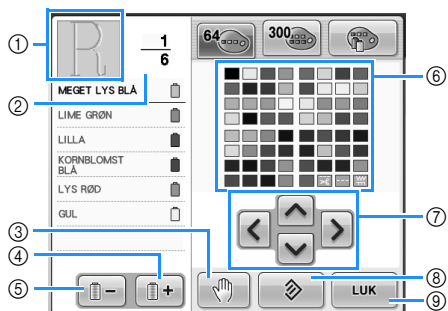 ①
R
1
6
②
MEGET LYS BLÅ
LIME GRØN
LILLA
KORNBLOMST
BLÅ
LYS RØD
GUL
64
300
⑥
⑦
③
④
⑤
−
+
LUK
⑧
⑨